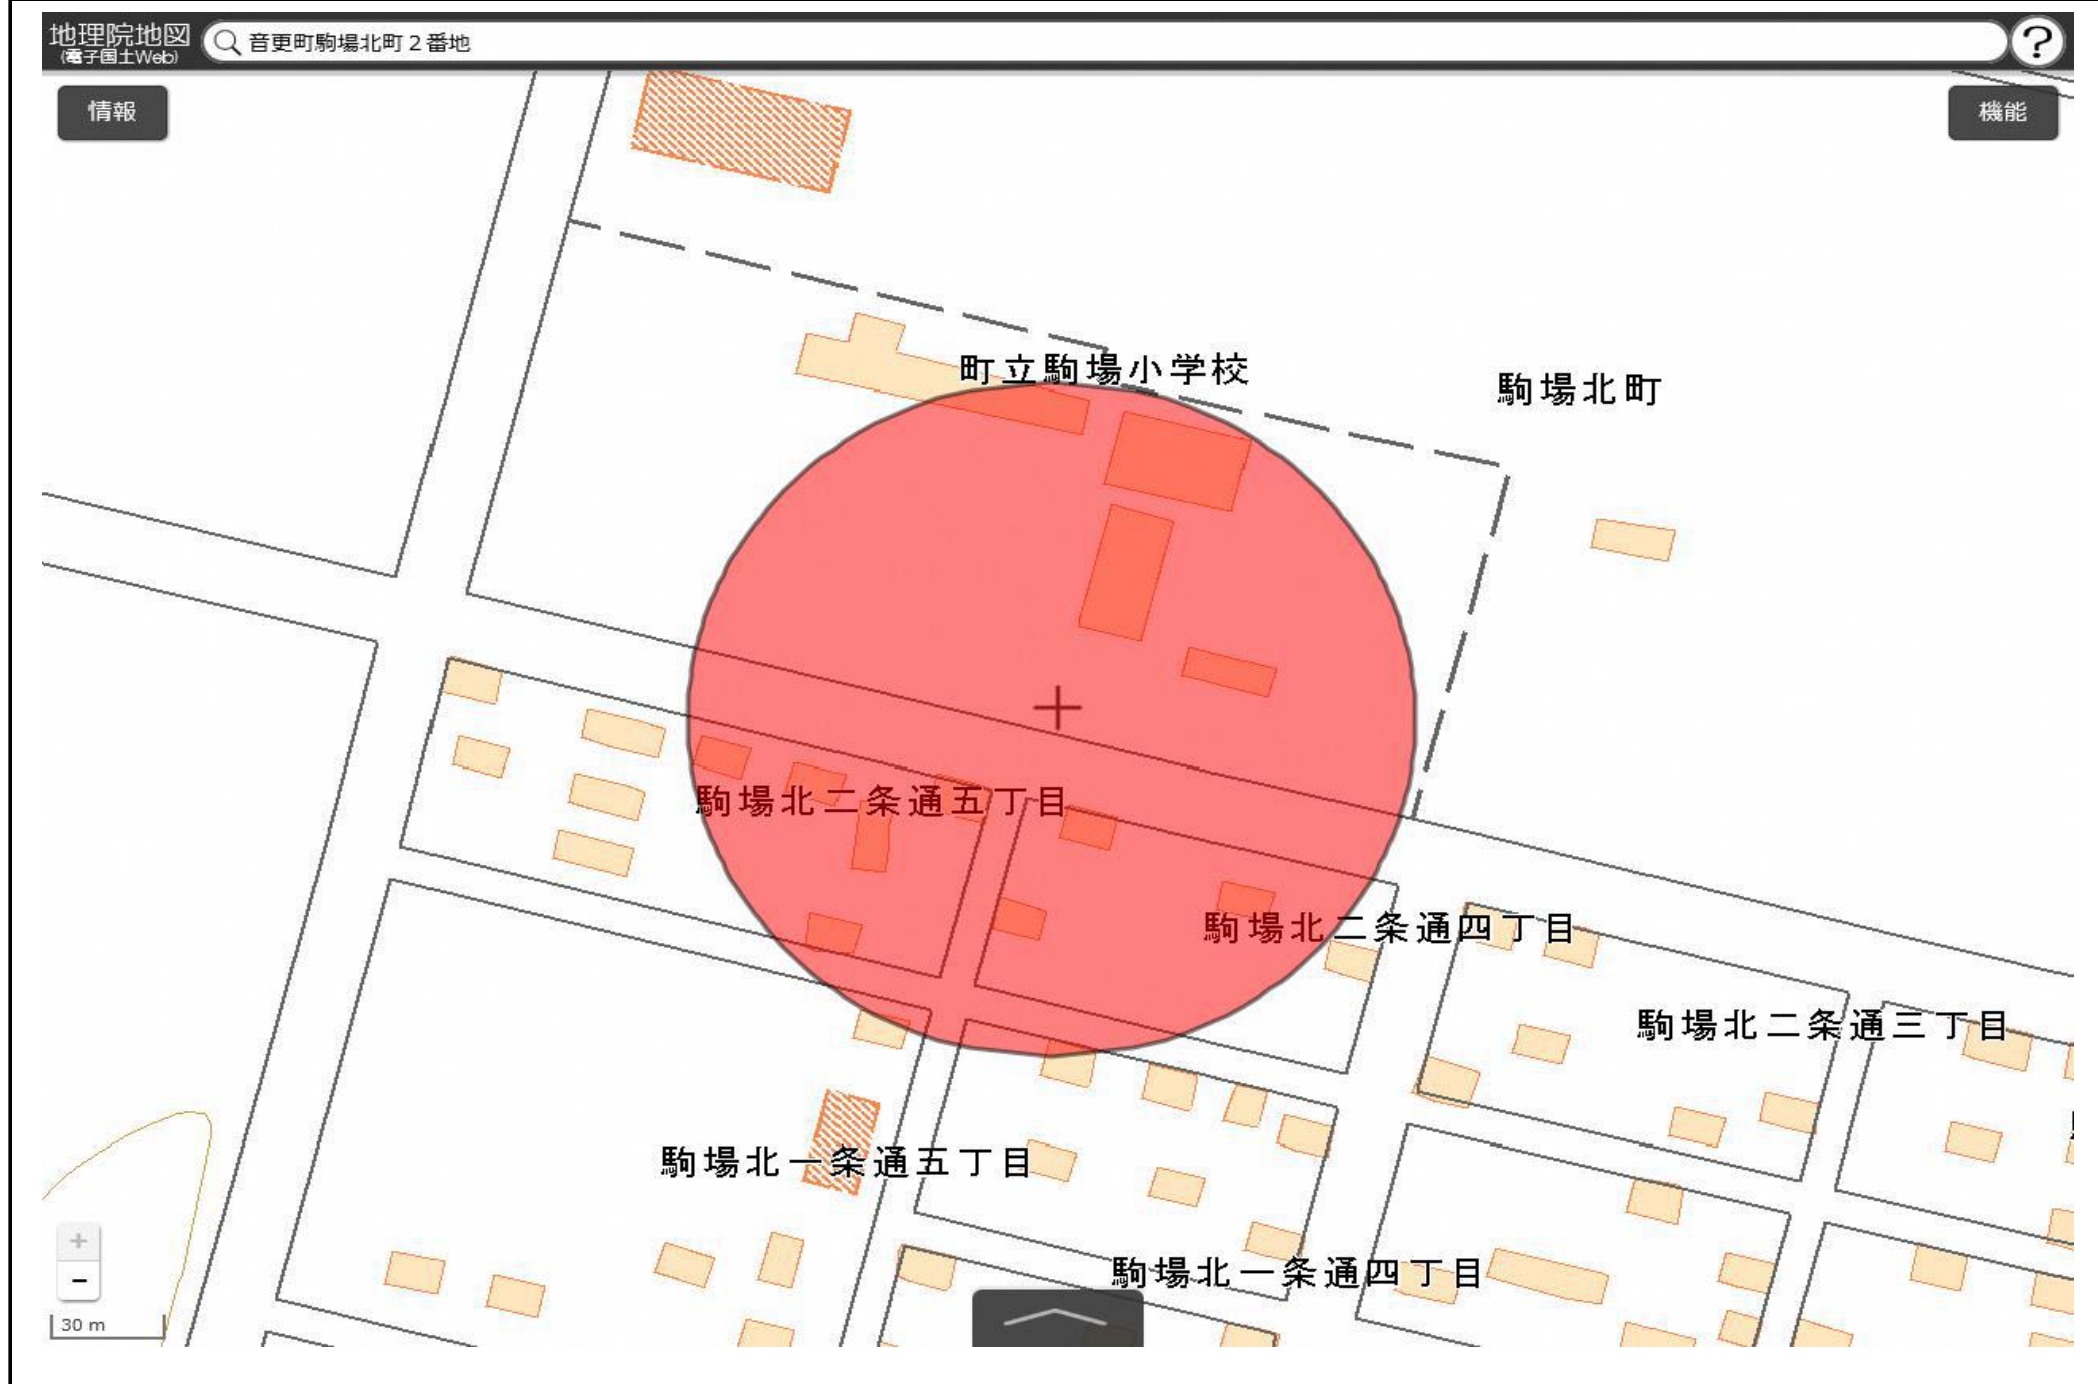 地理院地図
(電子国土Web)
音更町駒場北町２番地
?
情報
機能
町立駒場小学校
駒場北町
駒場北二条通五丁目
駒場北二条通四丁目
駒場北二条通三丁目
駒場北一条通五丁目
駒場北一条通四丁目
+
-
30 m